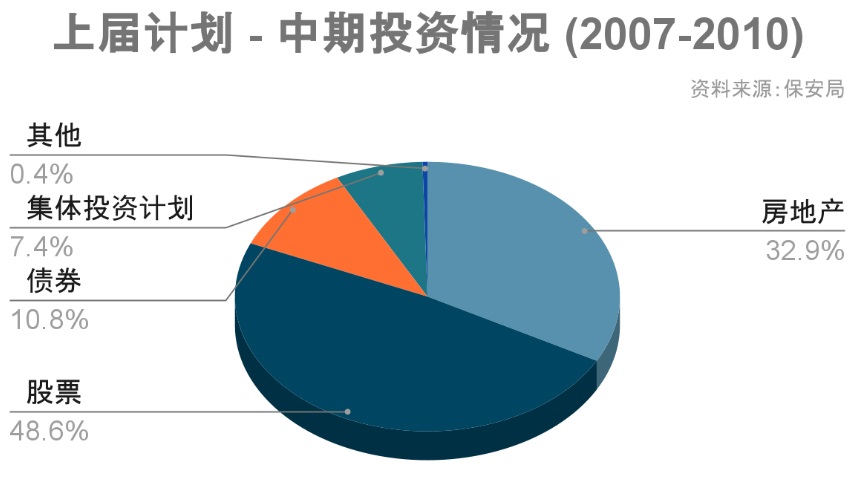 上届计划 - 中期投资情况 (2007-2010)
资料来源:保安局
其他
0.4%
集体投资计划
7.4%
债券
10.8%
股票
48.6%
房地产
32.9%